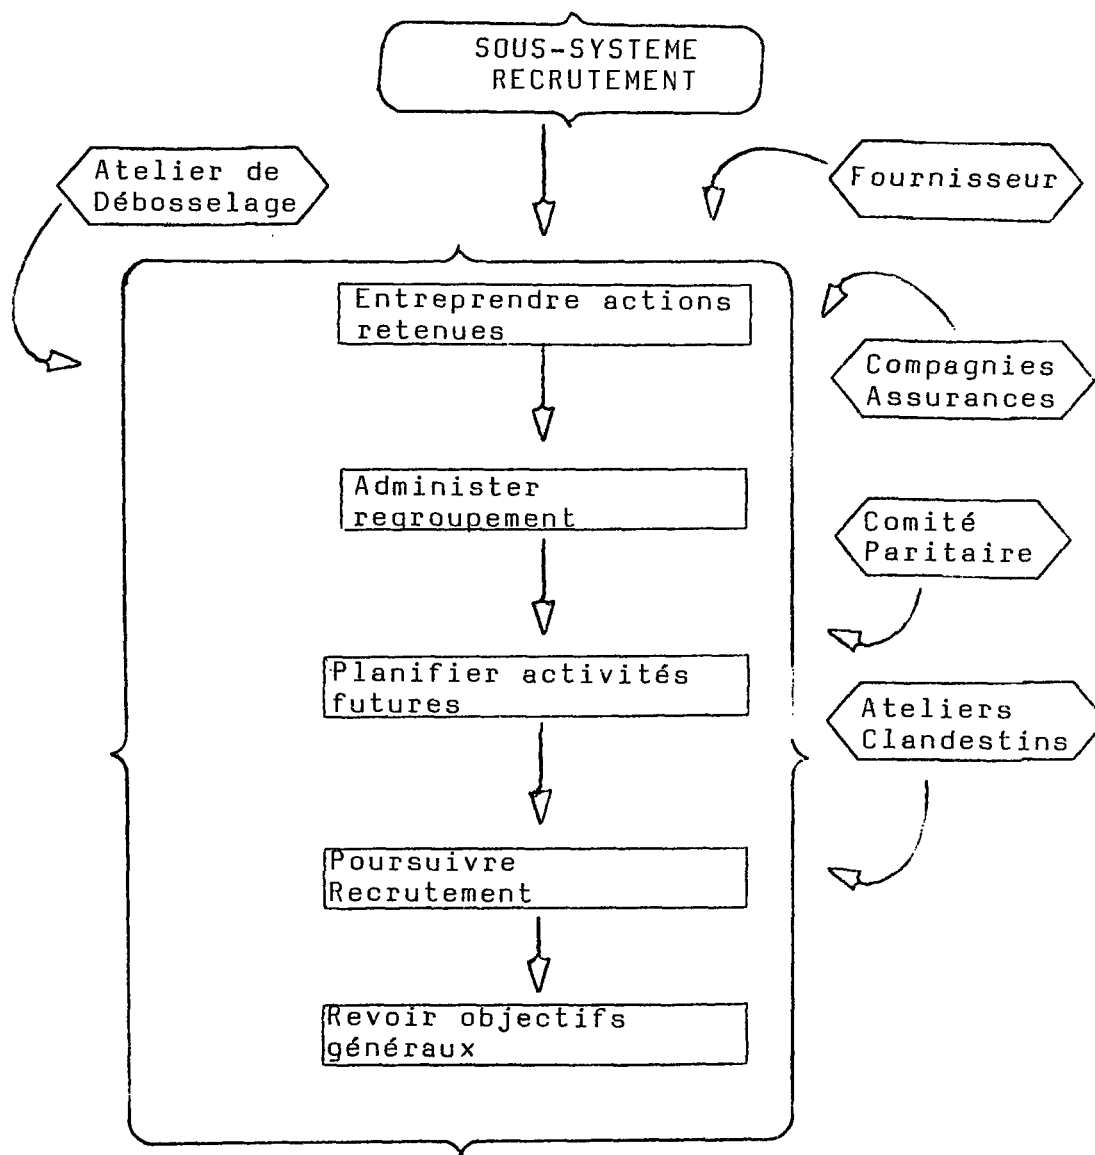 SOUS-SYSTEME
RECRUTEMENT
Atelier de
Débosselage
Fournisseur
Entreprendre actions
retenues
Compagnies
Assurances
Administer
regroupement
Comité
Paritaire
Planifier activités
futures
Ateliers
Clandestins
Poursuivre
Recrutement
Revoir objectifs
généraux